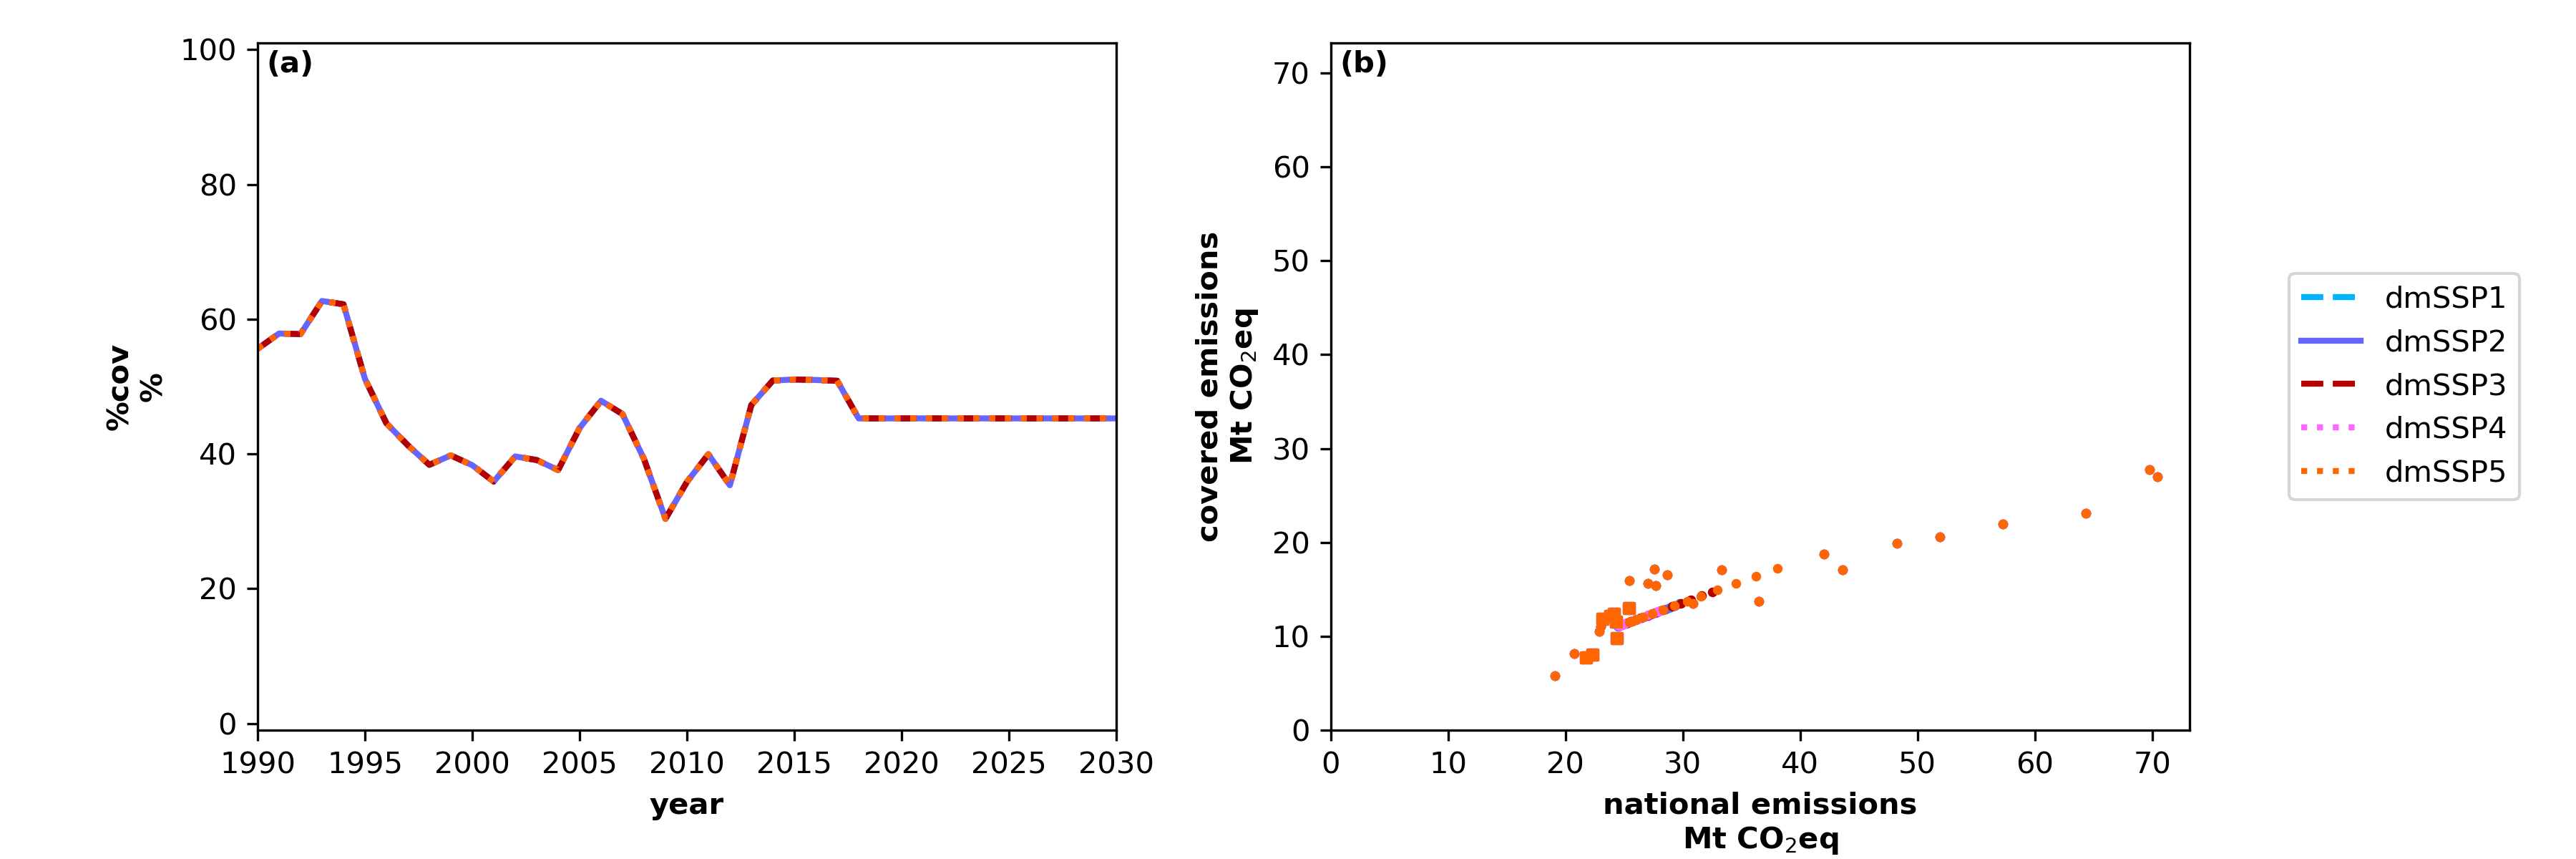 (a)
100
80
60
40
20
0
%cov
%
1990 1995 2000 2005 2010 2015 2020 2025 2030
year
(b)
70
60
50
40
30
20
10
0
covered emissions
Mt CO₂eq
0 10 20 30 40 50 60 70
national emissions
Mt CO₂eq
dmSSP1
dmSSP2
dmSSP3
dmSSP4
dmSSP5